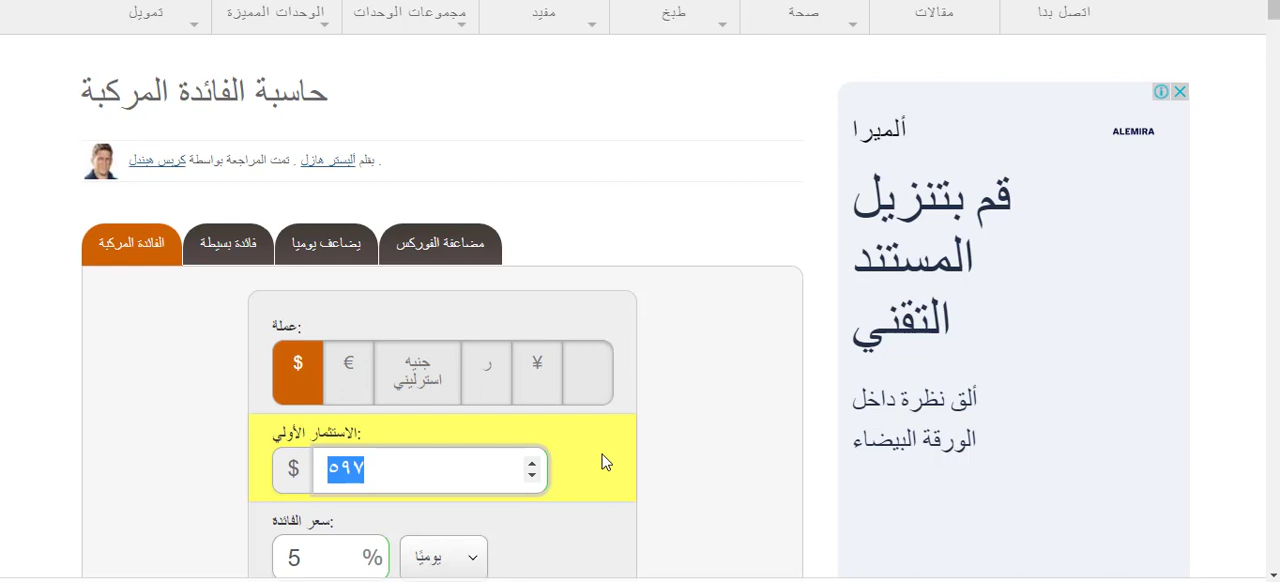 تمويل
الوحدات المميزة
مجموعات الوحدات
مفيد
طبخ
صحة
مقالات
اتصل بنا
حاسبة الفائدة المركبة
بقلم أليستر هازل . تمت المراجعة بواسطة كريس هيندل .
الفائدة المركبة
فائدة بسيطة
يضاعف يوميا
مضاعفة الفوركس
عملة:
$
€
جنيه
استرليني
ر
¥
الاستثمار الأولي:
$ ٥٩٧
سعر الفائدة:
5 %
يوميًا
ألميرا
ALEMIRA
قم بتنزيل
المستند
التقني
ألق نظرة داخل
الورقة البيضاء